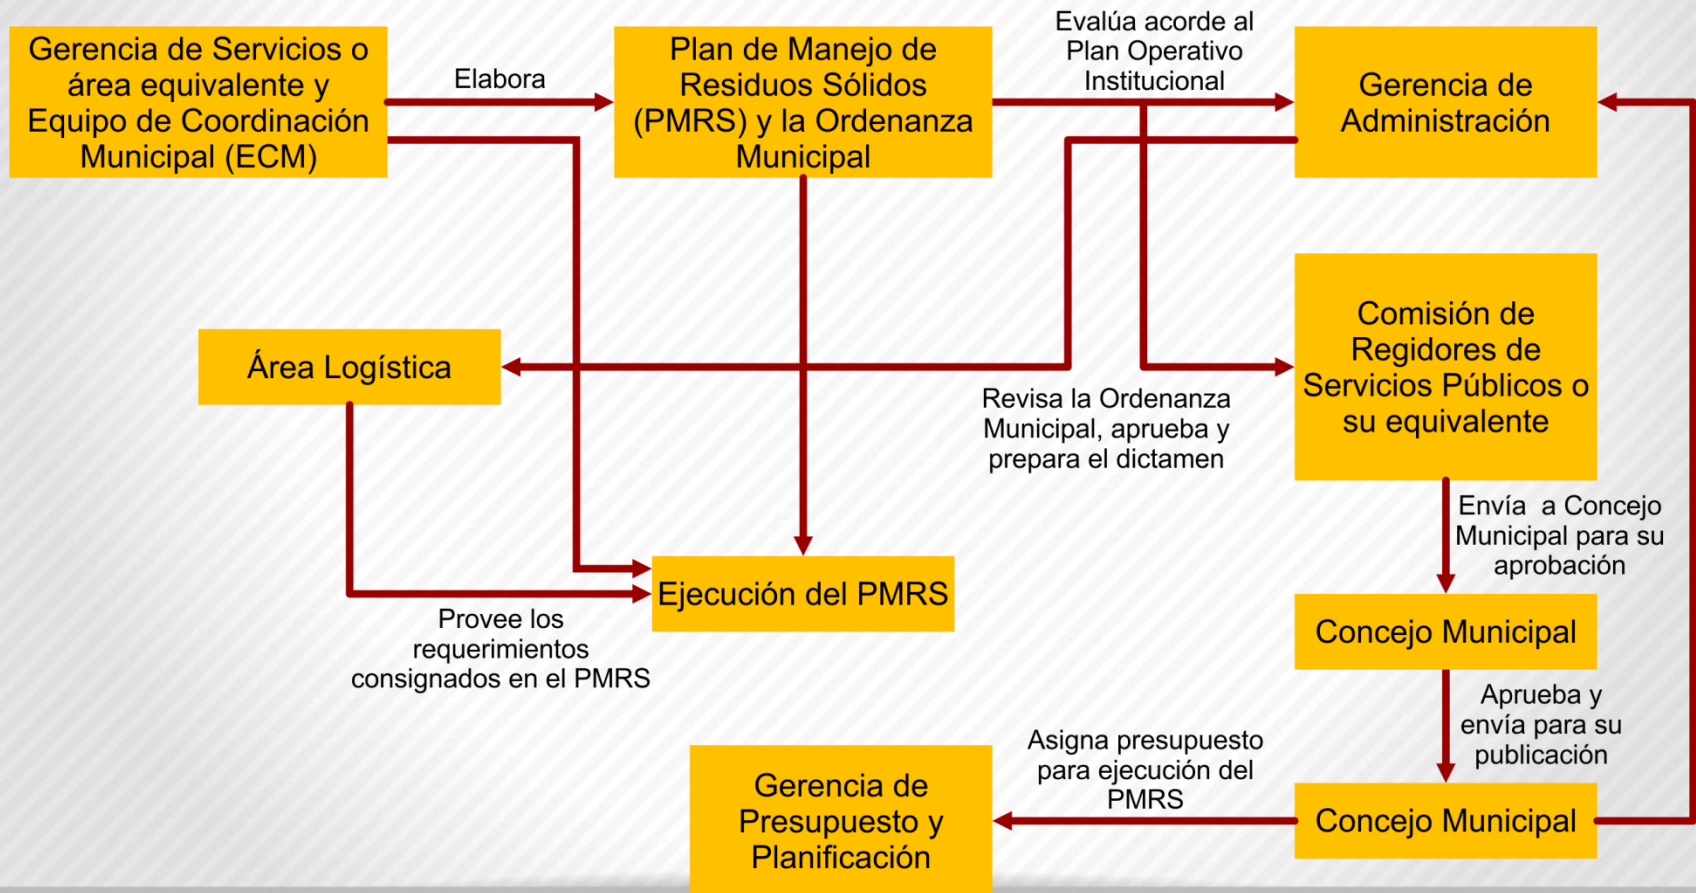 Gerencia de Servicios o
área equivalente y
Equipo de Coordinación
Municipal (ECM)
Elabora
Plan de Manejo de
Residuos Sólidos
(PMRS) y la Ordenanza
Municipal
Evalúa acorde al
Plan Operativo
Institucional
Gerencia de
Administración
Área Logística
Revisa la Ordenanza
Municipal, aprueba y
prepara el dictamen
Comisión de
Regidores de
Servicios Públicos o
su equivalente
Envía a Concejo
Municipal para su
aprobación
Ejecución del PMRS
Provee los
requerimientos
consignados en el PMRS
Concejo Municipal
Aprueba y
envía para su
publicación
Asigna presupuesto
para ejecución del
PMRS
Gerencia de
Presupuesto y
Planificación
Concejo Municipal